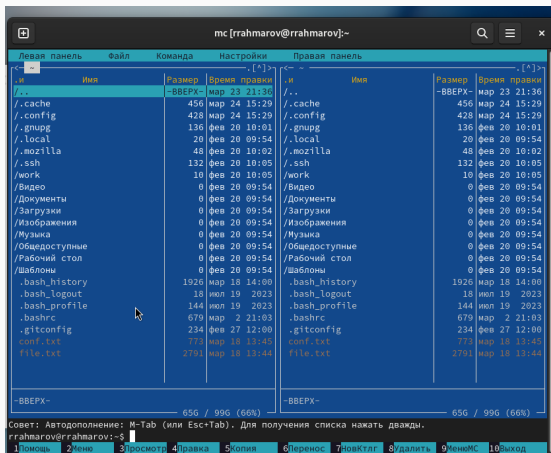 mc [rrahmarov@rrahmarov]:~
Левая панель Файл Команда Настройки Правая панель
<- ~ .[^]> <- ~ .[^]>
.и Имя Размер Время правки .и Имя Размер Время правки
/.. -ВВЕРХ- мар 23 21:36 /.. -ВВЕРХ- мар 23 21:36
/.cache 456 мар 24 15:29 /.cache 456 мар 24 15:29
/.config 428 мар 24 15:29 /.config 428 мар 24 15:29
/.gnupg 136 фев 20 10:01 /.gnupg 136 фев 20 10:01
/.local 20 фев 20 09:54 /.local 20 фев 20 09:54
/.mozilla 48 фев 20 10:02 /.mozilla 48 фев 20 10:02
/.ssh 132 фев 20 10:05 /.ssh 132 фев 20 10:05
/work 10 фев 20 10:05 /work 10 фев 20 10:05
/Видео 0 фев 20 09:54 /Видео 0 фев 20 09:54
/Документы 0 фев 20 09:54 /Документы 0 фев 20 09:54
/Загрузки 0 фев 20 09:54 /Загрузки 0 фев 20 09:54
/Изображения 0 фев 20 09:54 /Изображения 0 фев 20 09:54
/Музыка 0 фев 20 09:54 /Музыка 0 фев 20 09:54
/Общедоступные 0 фев 20 09:54 /Общедоступные 0 фев 20 09:54
/Рабочий стол 0 фев 20 09:54 /Рабочий стол 0 фев 20 09:54
/Шаблоны 0 фев 20 09:54 /Шаблоны 0 фев 20 09:54
.bash_history 1926 мар 18 14:00 .bash_history 1926 мар 18 14:00
.bash_logout 18 июл 19 2023 .bash_logout 18 июл 19 2023
.bash_profile 144 июл 19 2023 .bash_profile 144 июл 19 2023
.bashrc 679 мар 2 21:03 .bashrc 679 мар 2 21:03
.gitconfig 234 фев 27 12:00 .gitconfig 234 фев 27 12:00
conf.txt 773 мар 18 13:45 conf.txt 773 мар 18 13:45
file.txt 2791 мар 18 13:44 file.txt 2791 мар 18 13:44
-ВВЕРХ- -ВВЕРХ-
65G / 99G (66%) 65G / 99G (66%)
Совет: Автодополнение: M-Tab (или Esc+Tab). Для получения списка нажать дважды.
rrahmarov@rrahmarov:~$
1Помощь 2Меню 3Просмотр 4Правка 5Копия 6Перенос 7НовКтлг 8Удалить 9МенюMC 10Выход